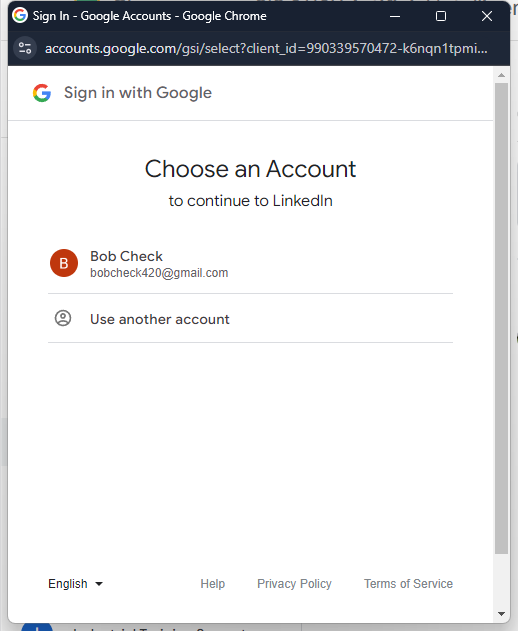 Sign In - Google Accounts - Google Chrome
accounts.google.com/gsi/select?client_id=990339570472-k6nqn1tpmi...
Sign in with Google
Choose an Account
to continue to LinkedIn
B
Bob Check
bobcheck420@gmail.com
Use another account
English
Help
Privacy Policy
Terms of Service